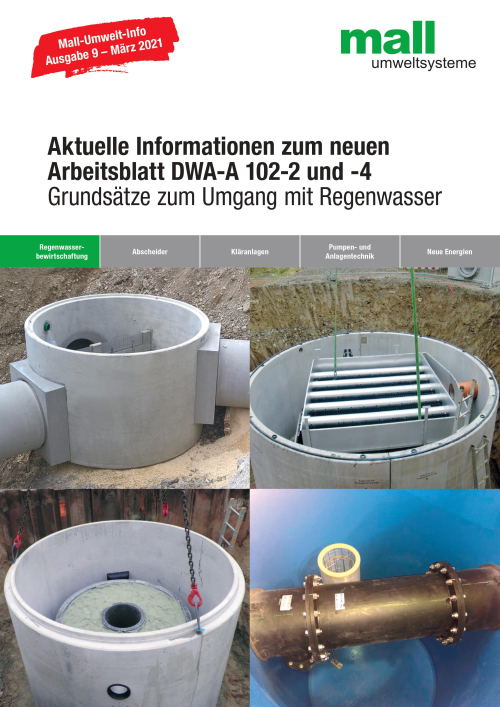 Mall-Umwelt-Info
Ausgabe 9 – März 2021
mall
umweltsysteme
Aktuelle Informationen zum neuen
Arbeitsblatt DWA-A 102-2 und -4
Grundsätze zum Umgang mit Regenwasser
Regenwasser-
bewirtschaftung
Abscheider
Kläranlagen
Pumpen- und
Anlagentechnik
Neue Energien